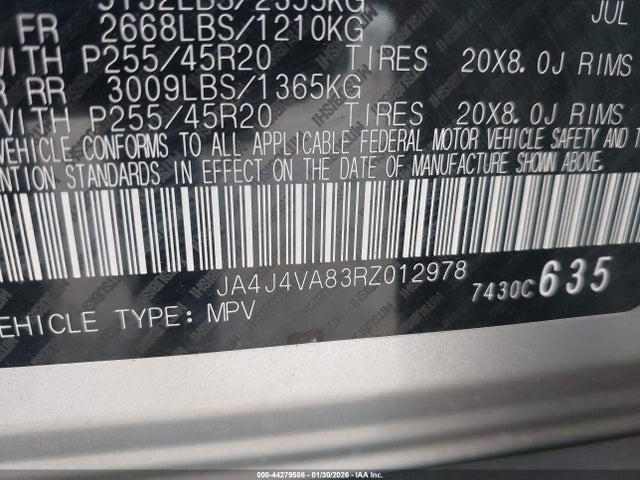 JUL
FR 2668LBS/1210KG
WITH P255/45R20 TIRES 20X8.0J RIMS
RR 3009LBS/1365KG
WITH P255/45R20 TIRES 20X8.0J RIMS
VEHICLE CONFORMS TO ALL APPLICABLE FEDERAL MOTOR VEHICLE SAFETY AND
STANDARDS IN EFFECT ON THE DATE OF MANUFACTURE SHOWN ABOVE.
JA4J4VA83RZ012978
7430C 635
VEHICLE TYPE: MPV
000-44279586 - 01/30/2026 - IAA Inc.